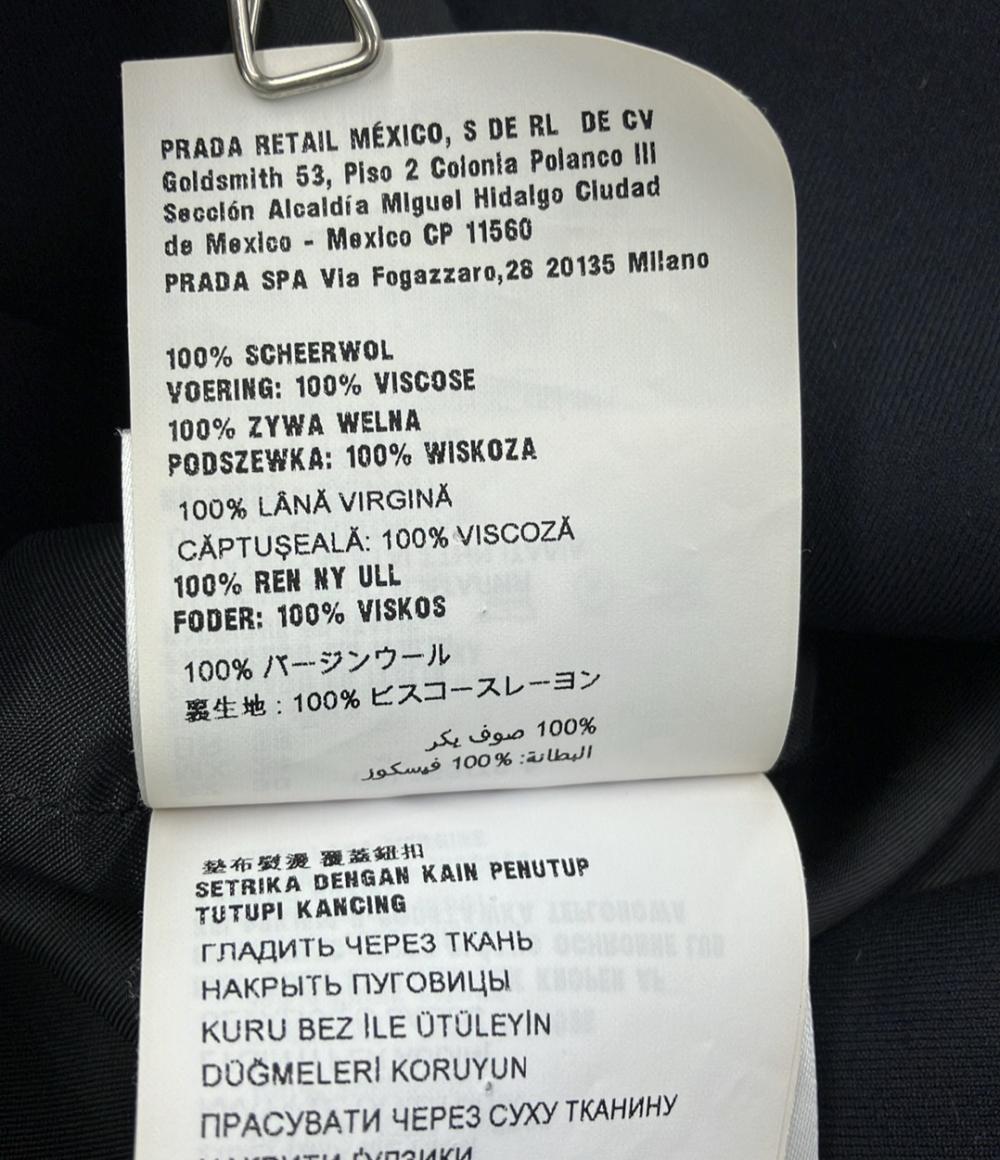 PRADA RETAIL MÉXICO, S DE RL DE CV
Goldsmith 53, Piso 2 Colonia Polanco III
Sección Alcaldía Miguel Hidalgo Ciudad
de Mexico - Mexico CP 11560
PRADA SPA Via Fogazzaro,28 20135 Milano
100% SCHEERWOL
VOERING: 100% VISCOSE
100% ZYWA WELNA
PODSZEWKA: 100% WISKOZA
100% LÂNĂ VIRGINĂ
CĂPTUŞEALĂ: 100% VISCOZĂ
100% REN NY ULL
FODER: 100% VISKOS
100% バージンウール
裏生地 : 100% ビスコースレーヨン
100% صوف يكر
البطانة: 100% فيسكور
墊布熨燙 覆蓋鈕扣
SETRIKA DENGAN KAIN PENUTUP
TUTUPI KANCING
ГЛАДИТЬ ЧЕРЕЗ ТКАНЬ
НАКРЫТЬ ПУГОВИЦЫ
KURU BEZ İLE ÜTÜLEYİN
DÜĞMELERİ KORUYUN
ПРАСУВАТИ ЧЕРЕЗ СУХУ ТКАНИНУ
НАКРИТИ ҐУДЗИКИ